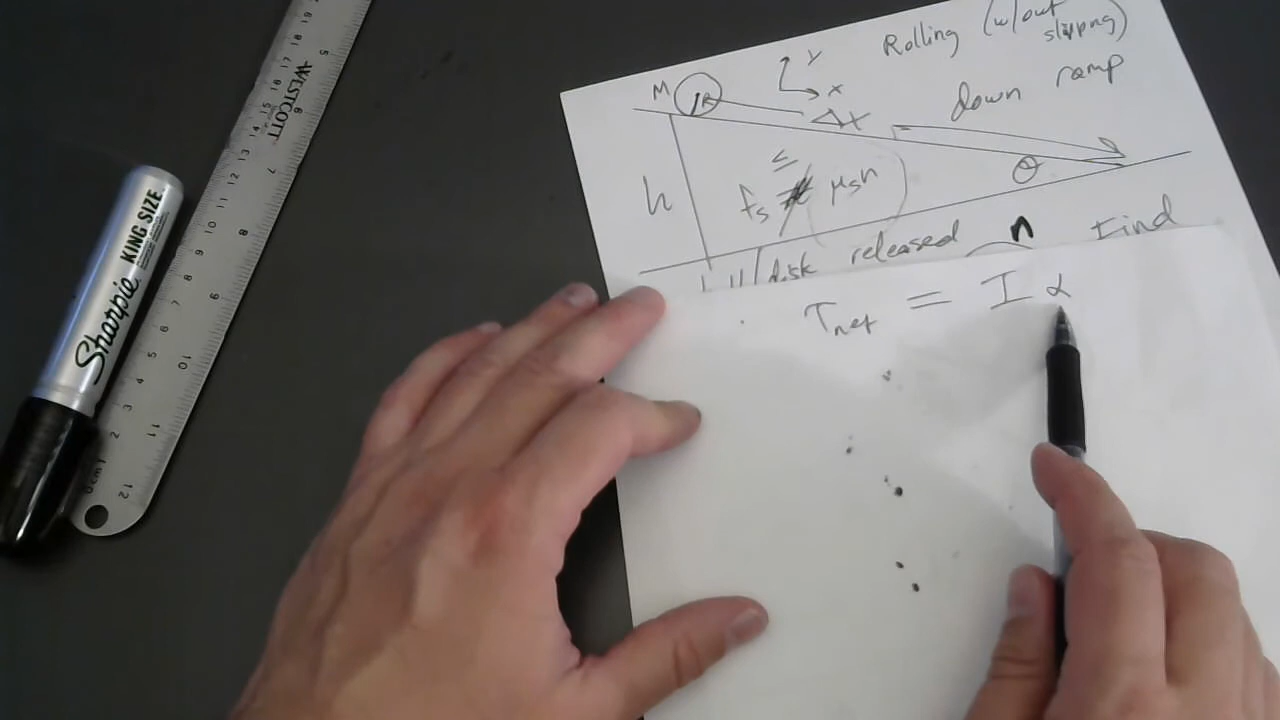 Rolling (w/out
slipping)
down ramp
M
R
y
x
Δx
θ
h
≤
fs μsn
disk released
n
Find
τnet = I α
Sharpie KING SIZE
WESTCOTT